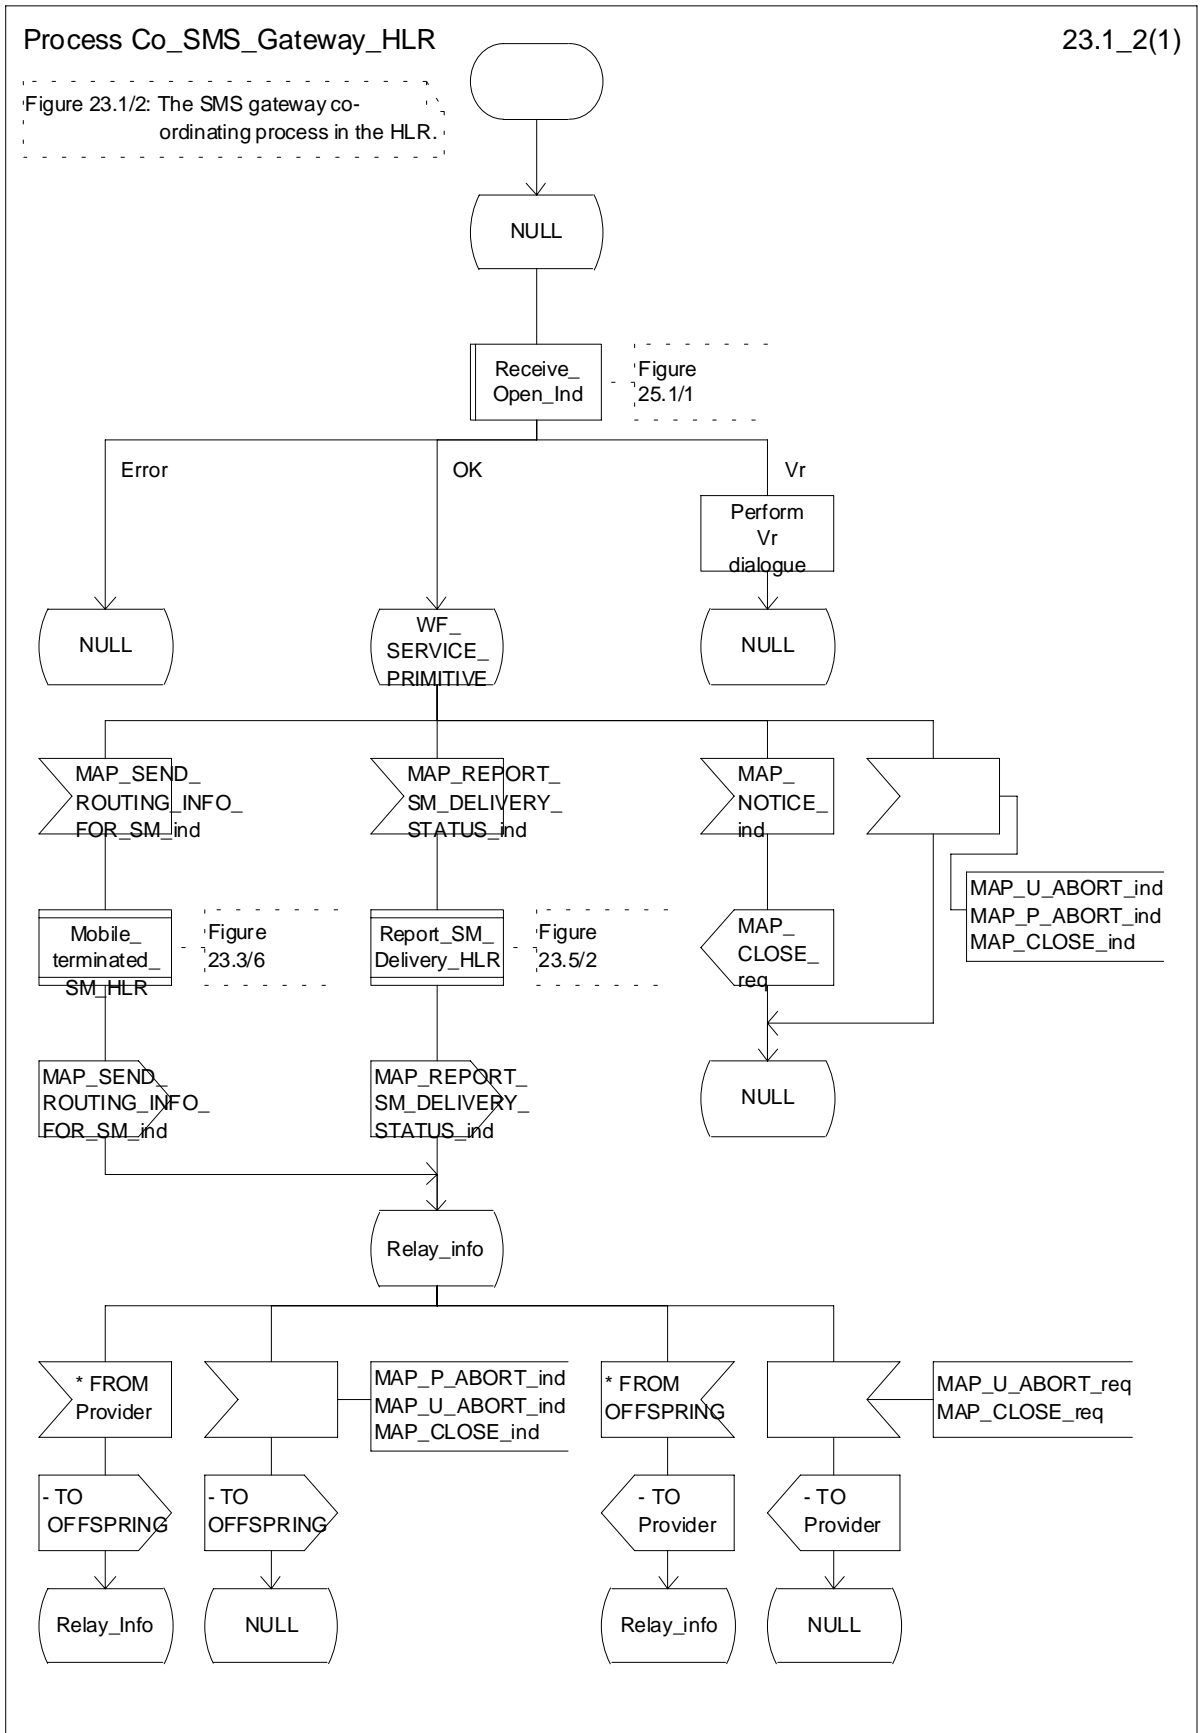 Process Co_SMS_Gateway_HLR
23.1_2(1)
Figure 23.1/2: The SMS gateway co-
ordinating process in the HLR.
NULL
Receive_
Open_Ind
Figure
25.1/1
Error
OK
Vr
Perform
Vr
dialogue
NULL
WF_
SERVICE_
PRIMITIVE
NULL
MAP_SEND_
ROUTING_INFO_
FOR_SM_ind
MAP_REPORT_
SM_DELIVERY_
STATUS_ind
MAP_
NOTICE_
ind
MAP_U_ABORT_ind
MAP_P_ABORT_ind
MAP_CLOSE_ind
Mobile_
terminated_
SM_HLR
Figure
23.3/6
Report_SM_
Delivery_HLR
Figure
23.5/2
MAP_
CLOSE_
req
MAP_SEND_
ROUTING_INFO_
FOR_SM_ind
MAP_REPORT_
SM_DELIVERY_
STATUS_ind
NULL
Relay_info
* FROM
Provider
MAP_P_ABORT_ind
MAP_U_ABORT_ind
MAP_CLOSE_ind
* FROM
OFFSPRING
MAP_U_ABORT_req
MAP_CLOSE_req
- TO
OFFSPRING
- TO
OFFSPRING
- TO
Provider
- TO
Provider
Relay_Info
NULL
Relay_info
NULL